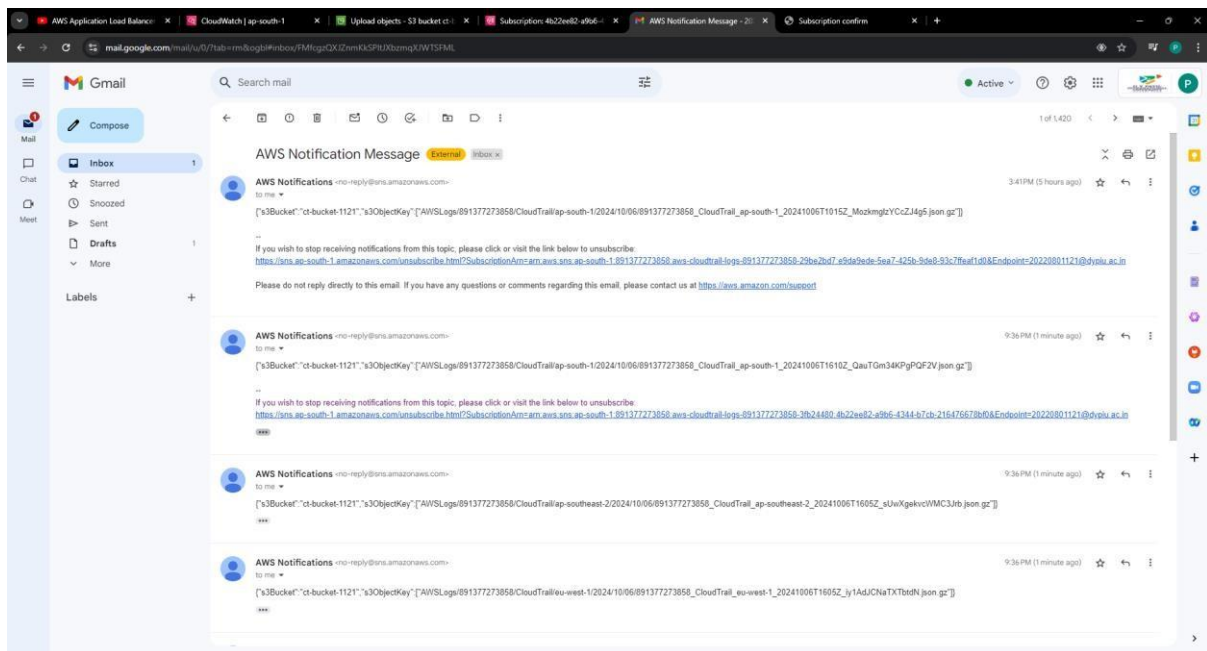 AWS Application Load Balancer
CloudWatch | ap-south-1
Upload objects - S3 bucket ct-
Subscription: 4b22ee82-a9b6-4
AWS Notification Message - 20
Subscription confirm
mail.google.com/mail/u/0/?tab=rm&ogbl#inbox/
Gmail
Search mail
Active
P
Mail
Chat
Meet
Compose
Inbox 1
Starred
Snoozed
Sent
Drafts 1
More
Labels
1 of 1,420
AWS Notification Message External Inbox x
AWS Notifications <no-reply@sns.amazonaws.com> 3:41 PM (5 hours ago)
to me
{"s3Bucket":"ct-bucket-1121","s3ObjectKey":["AWSLogs/891377273858/CloudTrail/ap-south-1/2024/10/06/891377273858_CloudTrail_ap-south-1_20241006T1015Z_MozkmglzYCcZJ4g5.json.gz"]}
--
If you wish to stop receiving notifications from this topic, please click or visit the link below to unsubscribe:
https://sns.ap-south-1.amazonaws.com/unsubscribe.html?SubscriptionArn=arn:aws:sns:ap-south-1:891377273858:aws-cloudtrail-logs-891377273858-29be2bd7:e9da9ede-5ea7-425b-9de8-93c7ffeaf1d0&Endpoint=20220801121@dypiu.ac.in
Please do not reply directly to this email. If you have any questions or comments regarding this email, please contact us at https://aws.amazon.com/support
AWS Notifications <no-reply@sns.amazonaws.com> 9:36 PM (1 minute ago)
to me
{"s3Bucket":"ct-bucket-1121","s3ObjectKey":["AWSLogs/891377273858/CloudTrail/ap-south-1/2024/10/06/891377273858_CloudTrail_ap-south-1_20241006T1610Z_QauTGm34KPgPQF2V.json.gz"]}
--
If you wish to stop receiving notifications from this topic, please click or visit the link below to unsubscribe:
https://sns.ap-south-1.amazonaws.com/unsubscribe.html?SubscriptionArn=arn:aws:sns:ap-south-1:891377273858:aws-cloudtrail-logs-891377273858-3fb24480:4b22ee82-a9b6-4344-b7cb-216476678bf0&Endpoint=20220801121@dypiu.ac.in
AWS Notifications <no-reply@sns.amazonaws.com> 9:36 PM (1 minute ago)
to me
{"s3Bucket":"ct-bucket-1121","s3ObjectKey":["AWSLogs/891377273858/CloudTrail/ap-southeast-2/2024/10/06/891377273858_CloudTrail_ap-southeast-2_20241006T1605Z_sUwXgekvcWMC3Jrb.json.gz"]}
AWS Notifications <no-reply@sns.amazonaws.com> 9:36 PM (1 minute ago)
to me
{"s3Bucket":"ct-bucket-1121","s3ObjectKey":["AWSLogs/891377273858/CloudTrail/eu-west-1/2024/10/06/891377273858_CloudTrail_eu-west-1_20241006T1605Z_iy1AdJCNaTXTbtdN.json.gz"]}